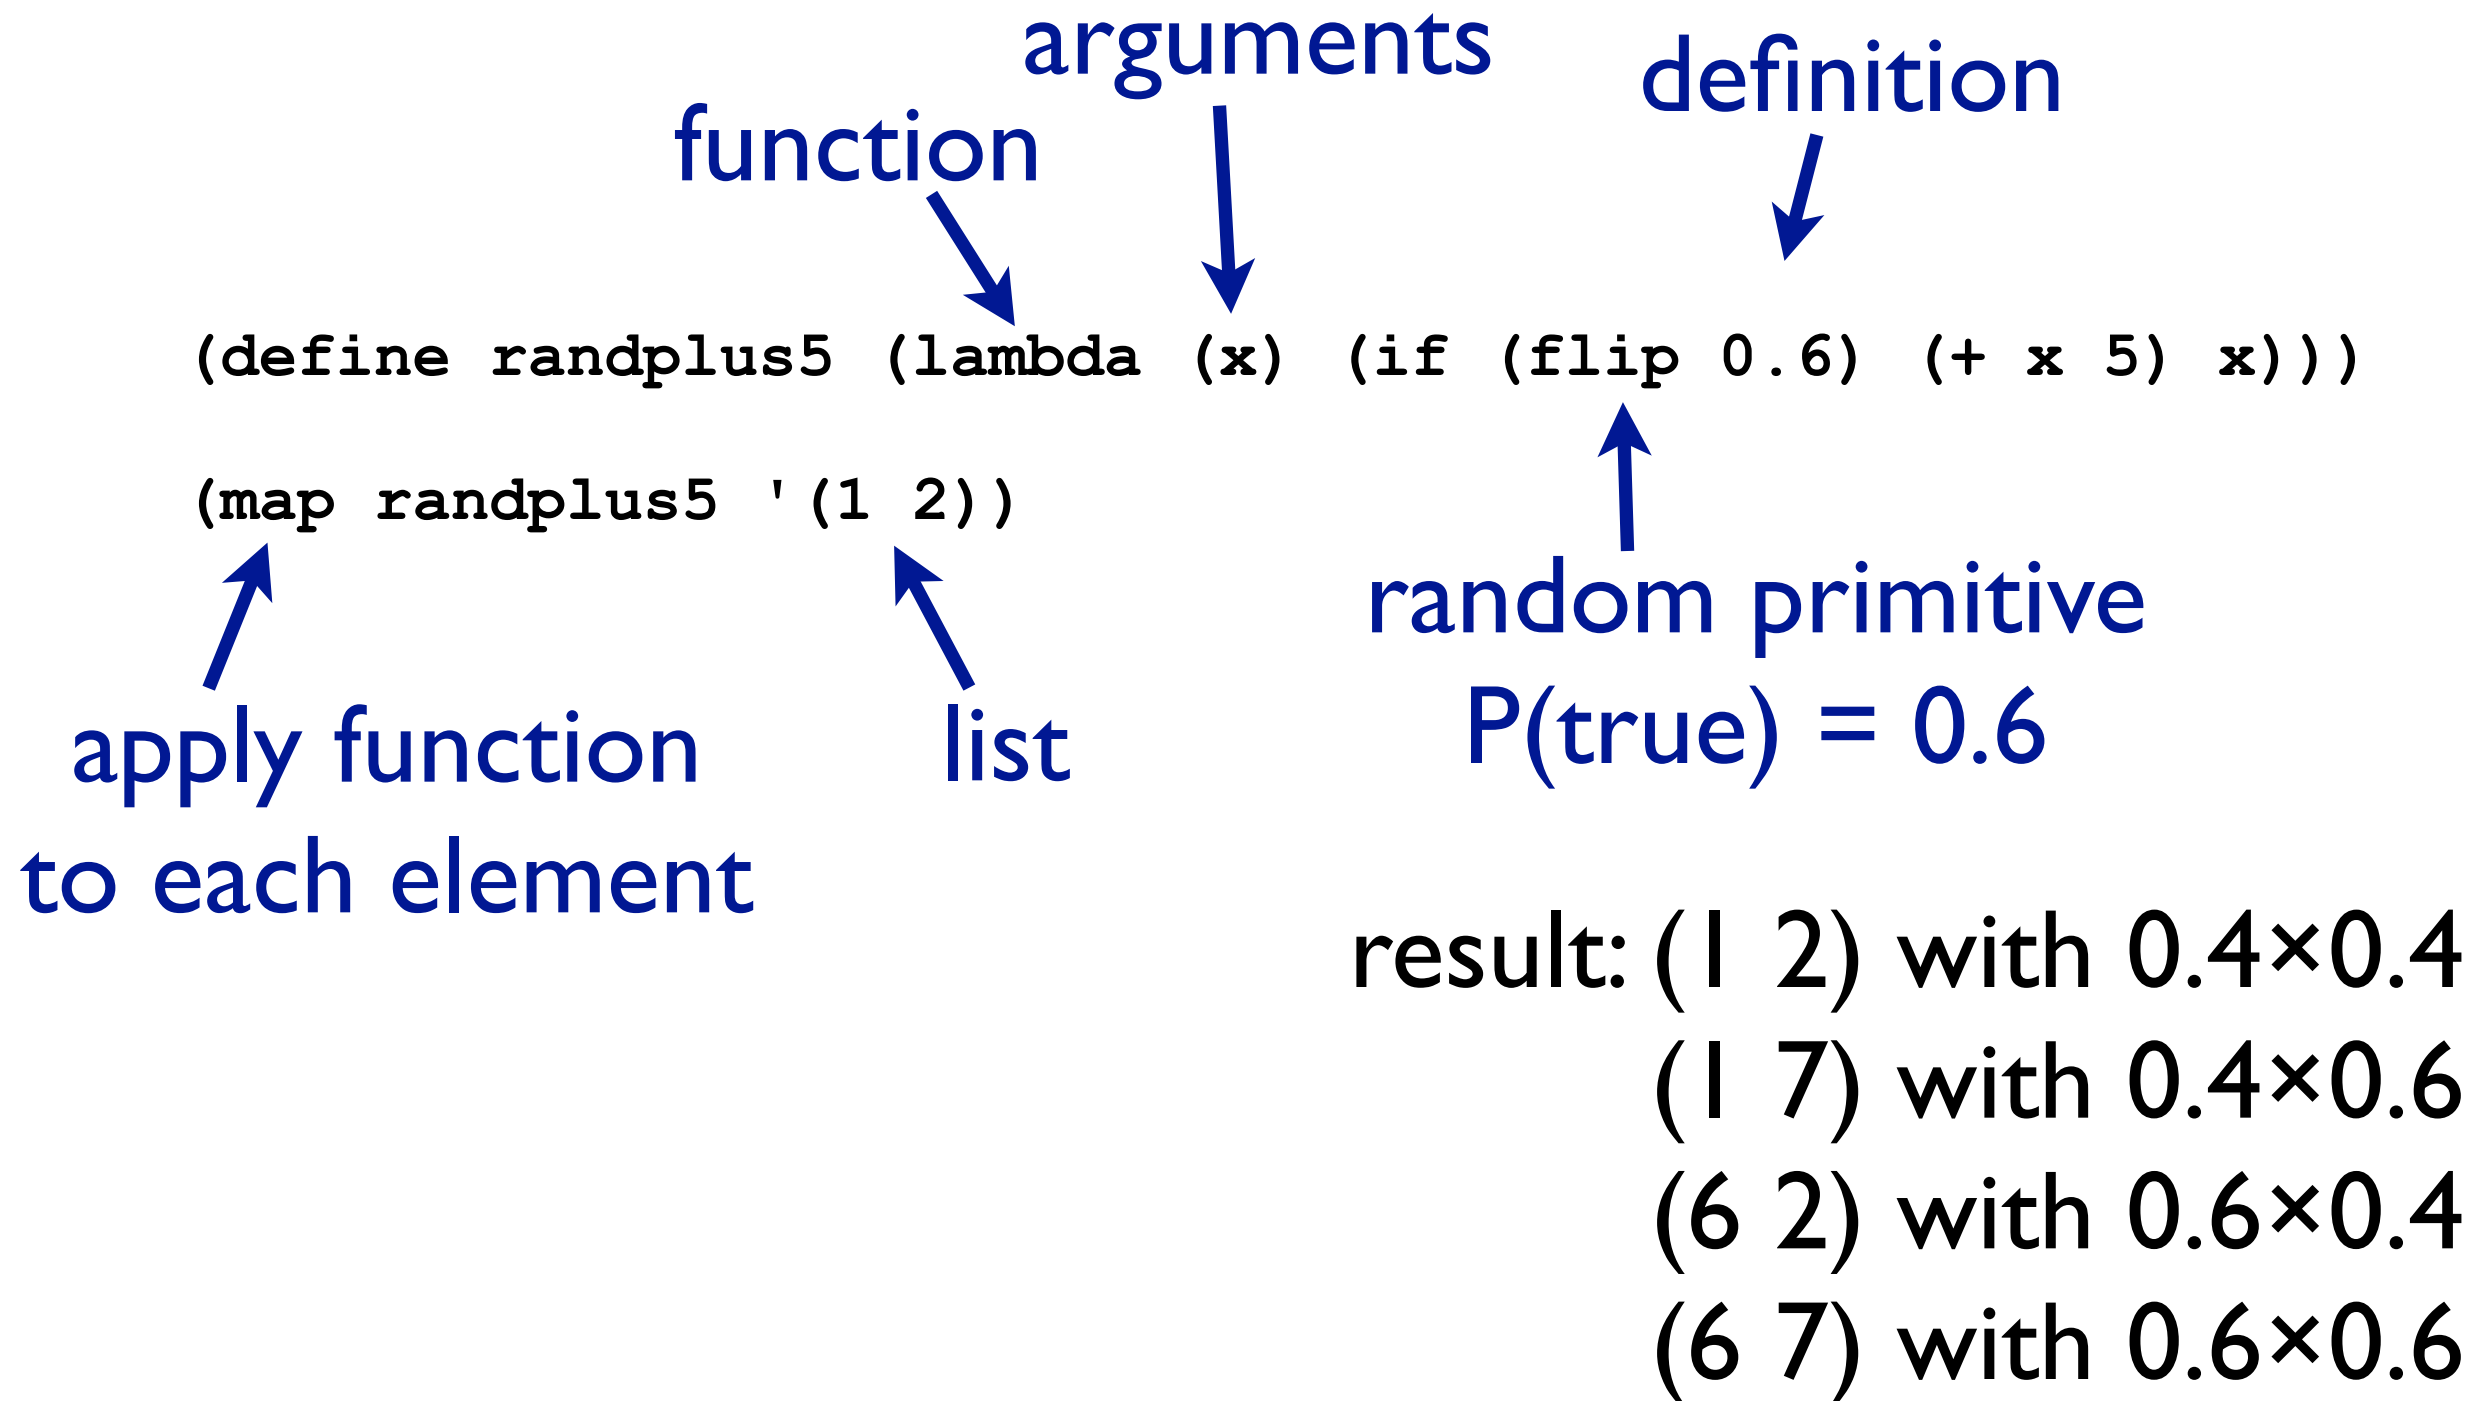 arguments
definition
function
(define randplus5 (lambda (x) (if (flip 0.6) (+ x 5) x)))
(map randplus5 '(1 2))
random primitive
P(true) = 0.6
apply function
to each element
list
result: (1 2) with 0.4×0.4
(1 7) with 0.4×0.6
(6 2) with 0.6×0.4
(6 7) with 0.6×0.6